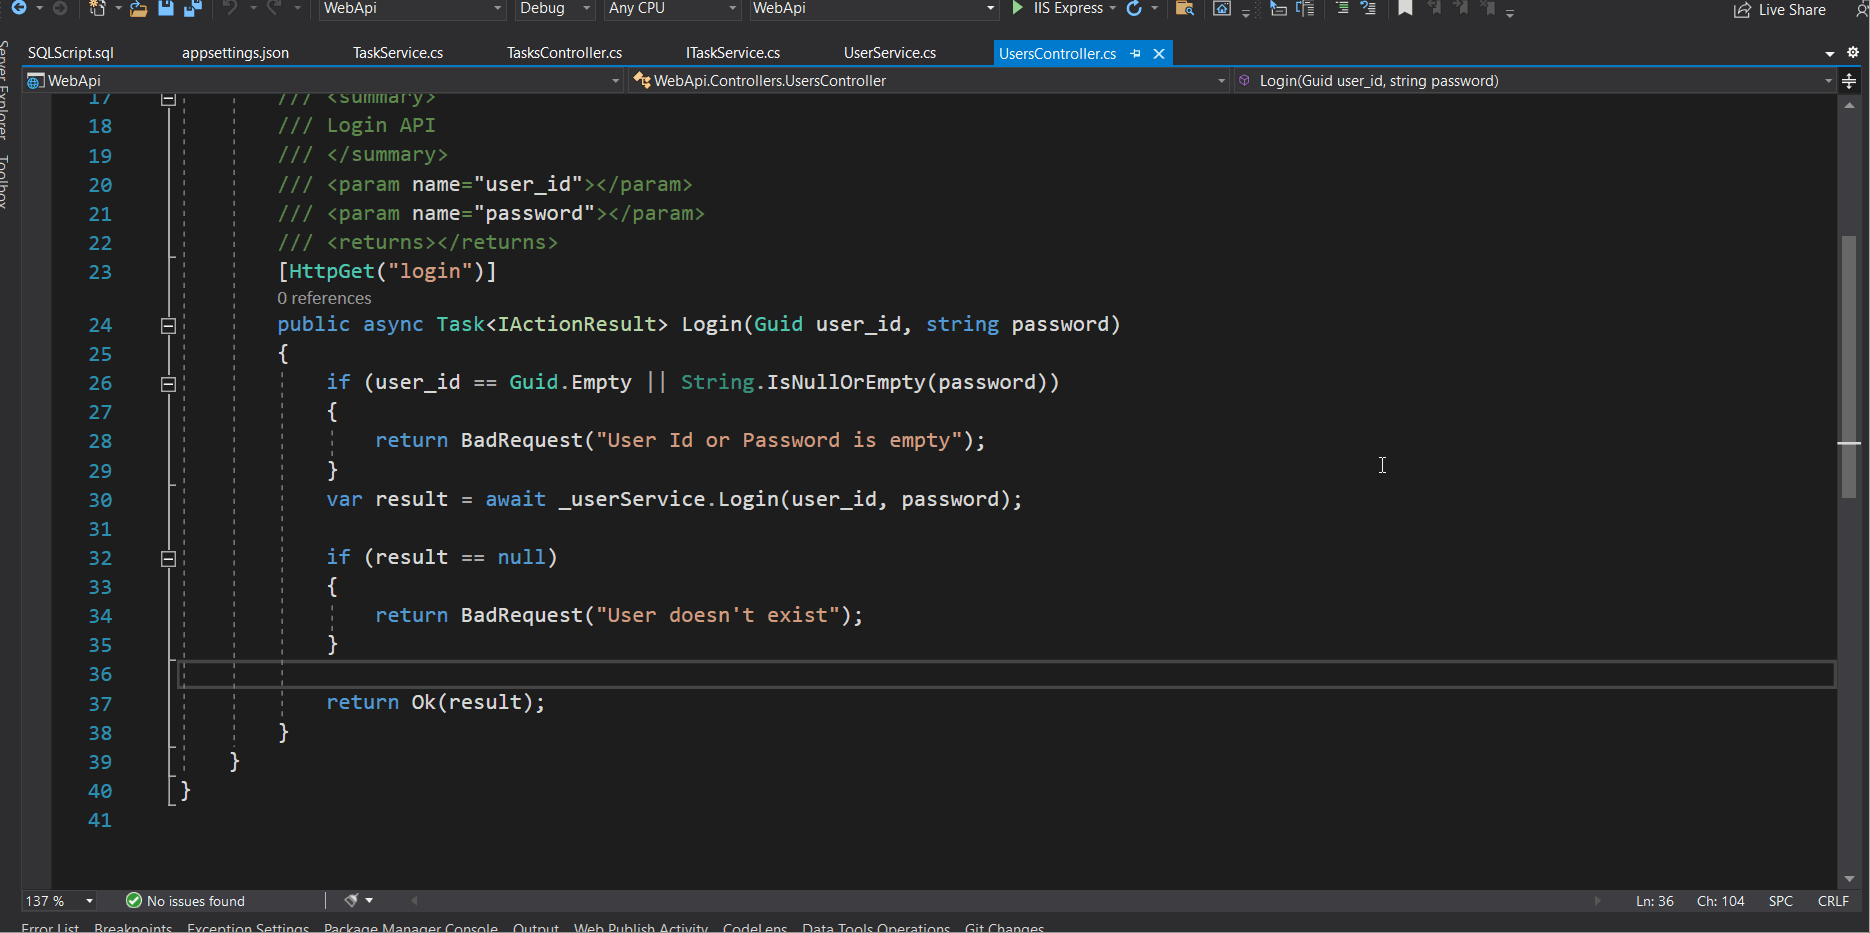 WebApi Debug Any CPU WebApi IIS Express Live Share
SQLScript.sql appsettings.json TaskService.cs TasksController.cs ITaskService.cs UserService.cs UsersController.cs
WebApi WebApi.Controllers.UsersController Login(Guid user_id, string password)
Server Explorer
Toolbox
17 /// <summary>
18 /// Login API
19 /// </summary>
20 /// <param name="user_id"></param>
21 /// <param name="password"></param>
22 /// <returns></returns>
23 [HttpGet("login")]
0 references
24 public async Task<IActionResult> Login(Guid user_id, string password)
25 {
26 if (user_id == Guid.Empty || String.IsNullOrEmpty(password))
27 {
28 return BadRequest("User Id or Password is empty");
29 }
30 var result = await _userService.Login(user_id, password);
31
32 if (result == null)
33 {
34 return BadRequest("User doesn't exist");
35 }
36
37 return Ok(result);
38 }
39 }
40 }
41
137 % No issues found Ln: 36 Ch: 104 SPC CRLF
Error List Breakpoints Exception Settings Package Manager Console Output Web Publish Activity CodeLens Data Tools Operations Git Changes